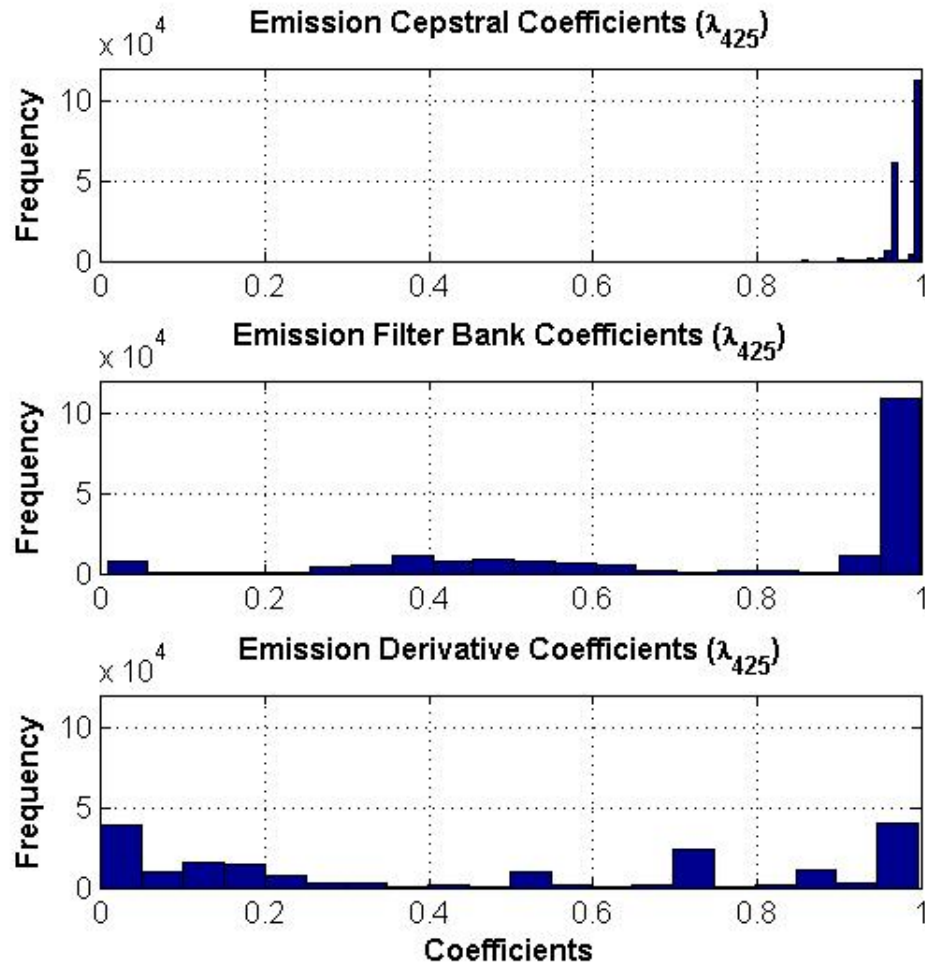 Emission Cepstral Coefficients (λ425)
x 10^4
10
5
0
Frequency
0 0.2 0.4 0.6 0.8 1
Emission Filter Bank Coefficients (λ425)
x 10^4
10
5
0
Frequency
0 0.2 0.4 0.6 0.8 1
Emission Derivative Coefficients (λ425)
x 10^4
10
5
0
Frequency
0 0.2 0.4 0.6 0.8 1
Coefficients